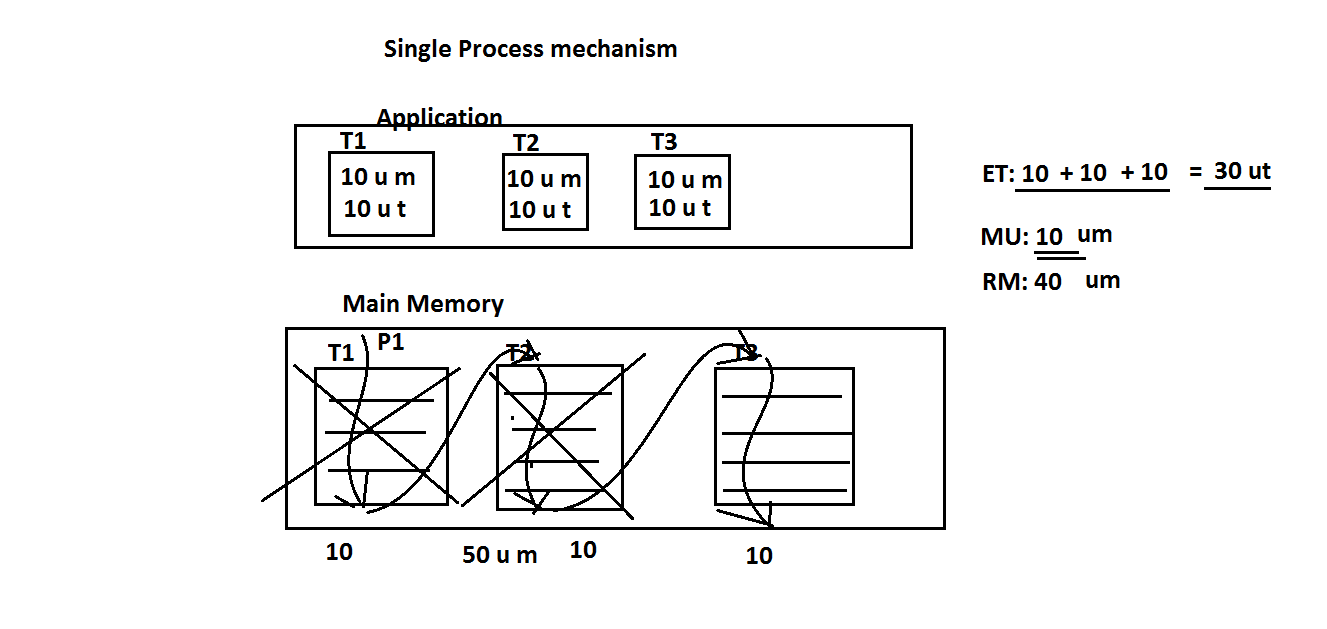 Single Process mechanism
Application
T1 T2 T3
10 u m 10 u m 10 u m
10 u t 10 u t 10 u t
ET: 10 + 10 + 10 = 30 ut
MU: 10 um
RM: 40 um
Main Memory
P1
T1 T2 T3
10 50 u m 10 10